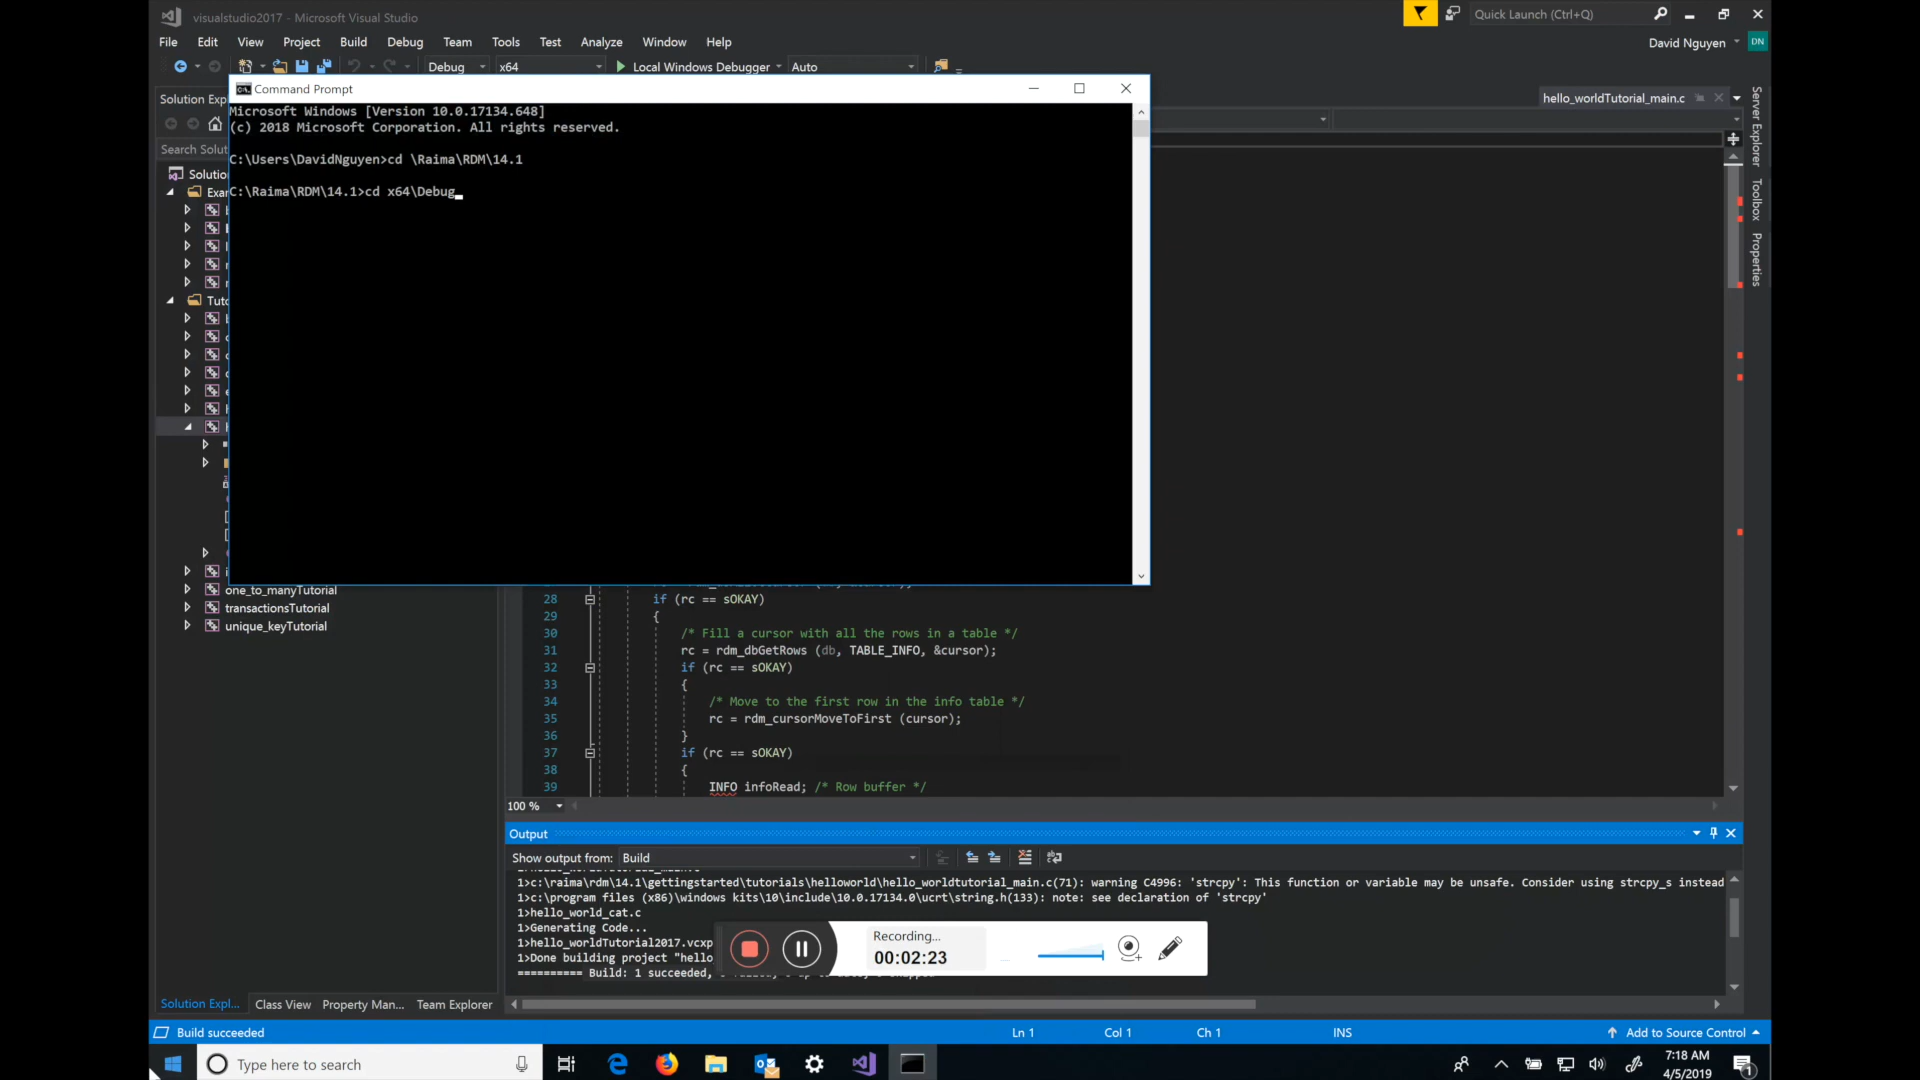 visualstudio2017 - Microsoft Visual Studio
Quick Launch (Ctrl+Q)
File Edit View Project Build Debug Team Tools Test Analyze Window Help
David Nguyen
DN
Debug x64 Local Windows Debugger Auto
Solution Exp
Search Solut
Solution
Exa
Tuto
one_to_manyTutorial
transactionsTutorial
unique_keyTutorial
Command Prompt
Microsoft Windows [Version 10.0.17134.648]
(c) 2018 Microsoft Corporation. All rights reserved.
C:\Users\DavidNguyen>cd \Raima\RDM\14.1
C:\Raima\RDM\14.1>cd x64\Debug
hello_worldTutorial_main.c
Server Explorer
Toolbox
Properties
28 if (rc == sOKAY)
29 {
30 /* Fill a cursor with all the rows in a table */
31 rc = rdm_dbGetRows (db, TABLE_INFO, &cursor);
32 if (rc == sOKAY)
33 {
34 /* Move to the first row in the info table */
35 rc = rdm_cursorMoveToFirst (cursor);
36 }
37 if (rc == sOKAY)
38 {
39 INFO infoRead; /* Row buffer */
100 %
Output
Show output from: Build
1>c:\raima\rdm\14.1\gettingstarted\tutorials\helloworld\hello_worldtutorial_main.c(71): warning C4996: 'strcpy': This function or variable may be unsafe. Consider using strcpy_s instead
1>c:\program files (x86)\windows kits\10\include\10.0.17134.0\ucrt\string.h(133): note: see declaration of 'strcpy'
1>hello_world_cat.c
1>Generating Code...
1>hello_worldTutorial2017.vcxp
1>Done building project "hello
========== Build: 1 succeeded,
Recording...
00:02:23
Solution Expl... Class View Property Man... Team Explorer
Build succeeded
Ln 1 Col 1 Ch 1 INS
Add to Source Control
Type here to search
7:18 AM
4/5/2019
1